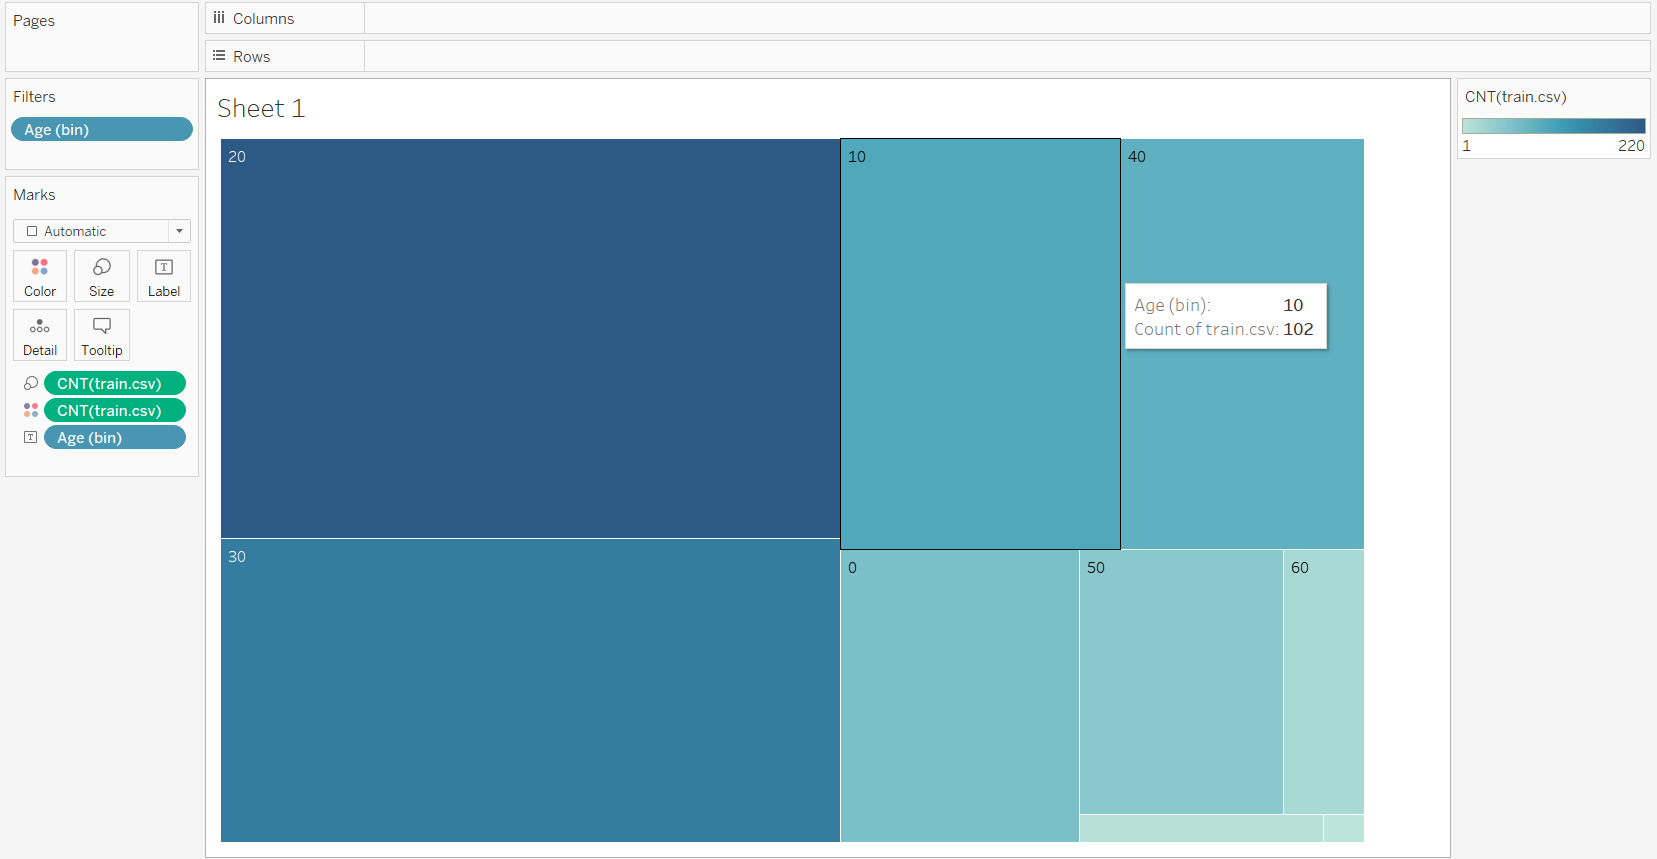 Pages
Columns
Rows
Filters
Age (bin)
Marks
Automatic
Color Size Label
Detail Tooltip
CNT(train.csv)
CNT(train.csv)
T Age (bin)
Sheet 1
20
10
40
Age (bin): 10
Count of train.csv: 102
30
0
50
60
CNT(train.csv)
1 220